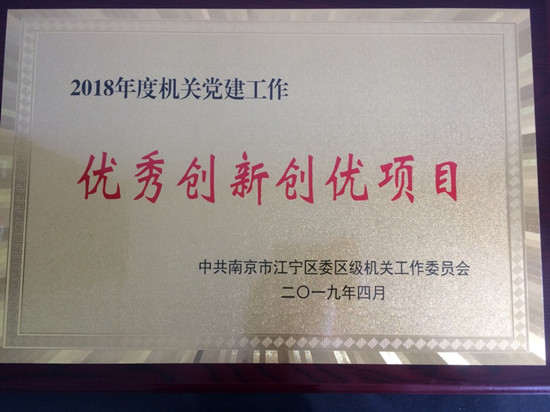 2018年度机关党建工作
优秀创新创优项目
中共南京市江宁区委区级机关工作委员会
二〇一九年四月